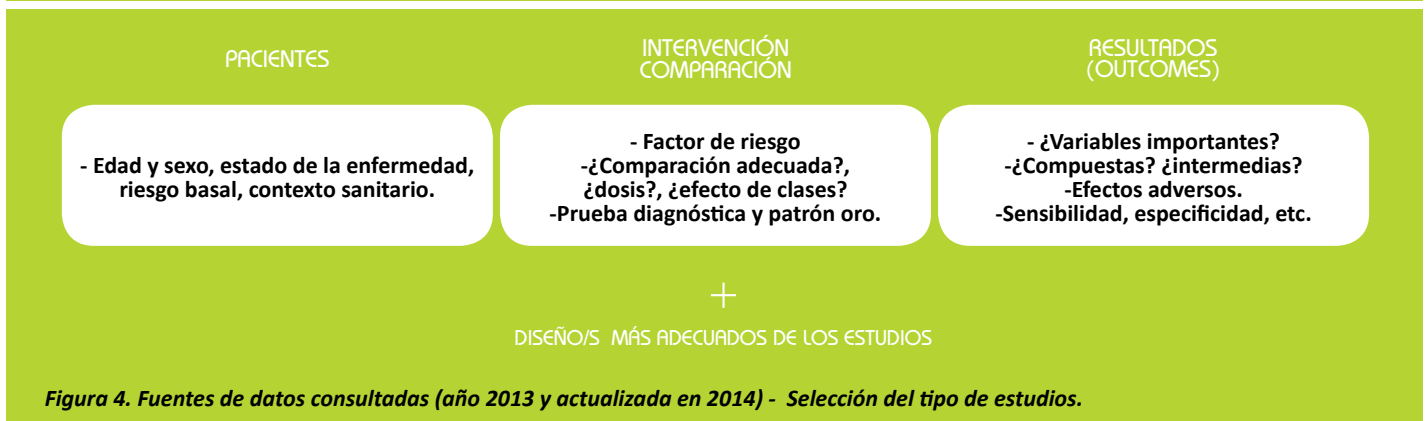 PACIENTES
- Edad y sexo, estado de la enfermedad,
riesgo basal, contexto sanitario.
INTERVENCIÓN
COMPARACIÓN
- Factor de riesgo
-¿Comparación adecuada?,
¿dosis?, ¿efecto de clases?
-Prueba diagnóstica y patrón oro.
RESULTADOS
(OUTCOMES)
- ¿Variables importantes?
-¿Compuestas? ¿intermedias?
-Efectos adversos.
-Sensibilidad, especificidad, etc.
+
DISEÑO/S MÁS ADECUADOS DE LOS ESTUDIOS
Figura 4. Fuentes de datos consultadas (año 2013 y actualizada en 2014) - Selección del tipo de estudios.